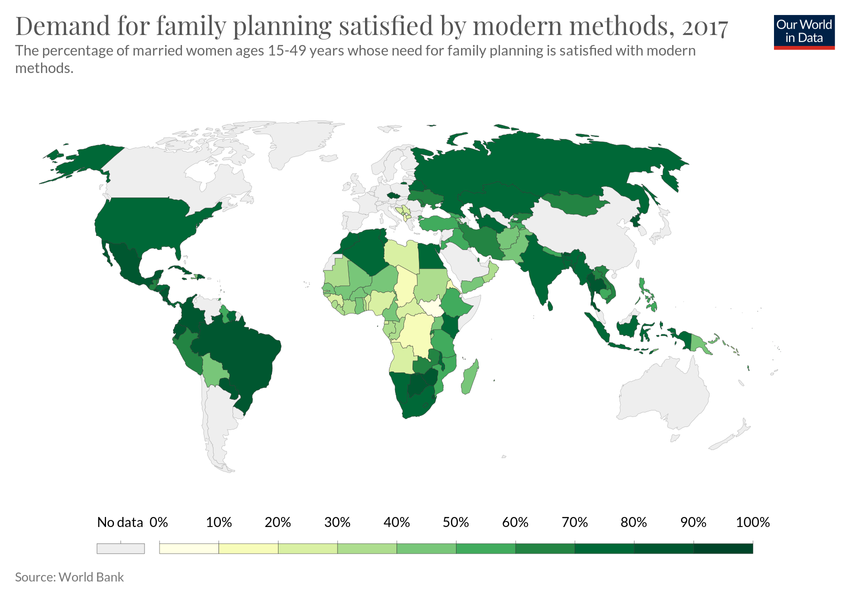 Demand for family planning satisfied by modern methods, 2017
Our World
in Data
The percentage of married women ages 15-49 years whose need for family planning is satisfied with modern
methods.
No data 0% 10% 20% 30% 40% 50% 60% 70% 80% 90% 100%
Source: World Bank